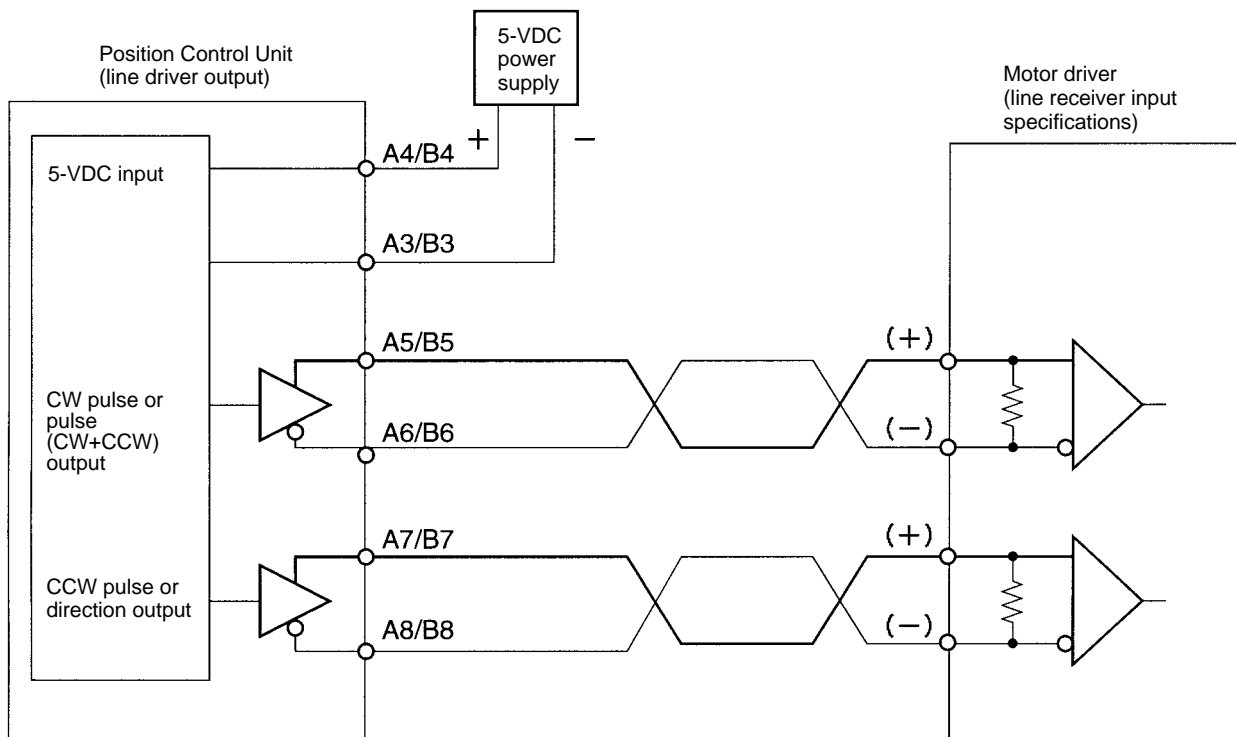 Position Control Unit
(line driver output)
5-VDC
power
supply
Motor driver
(line receiver input
specifications)
+
−
A4/B4
5-VDC input
A3/B3
A5/B5
(+)
CW pulse or
pulse
(CW+CCW)
output
A6/B6
(−)
A7/B7
(+)
CCW pulse or
direction output
A8/B8
(−)